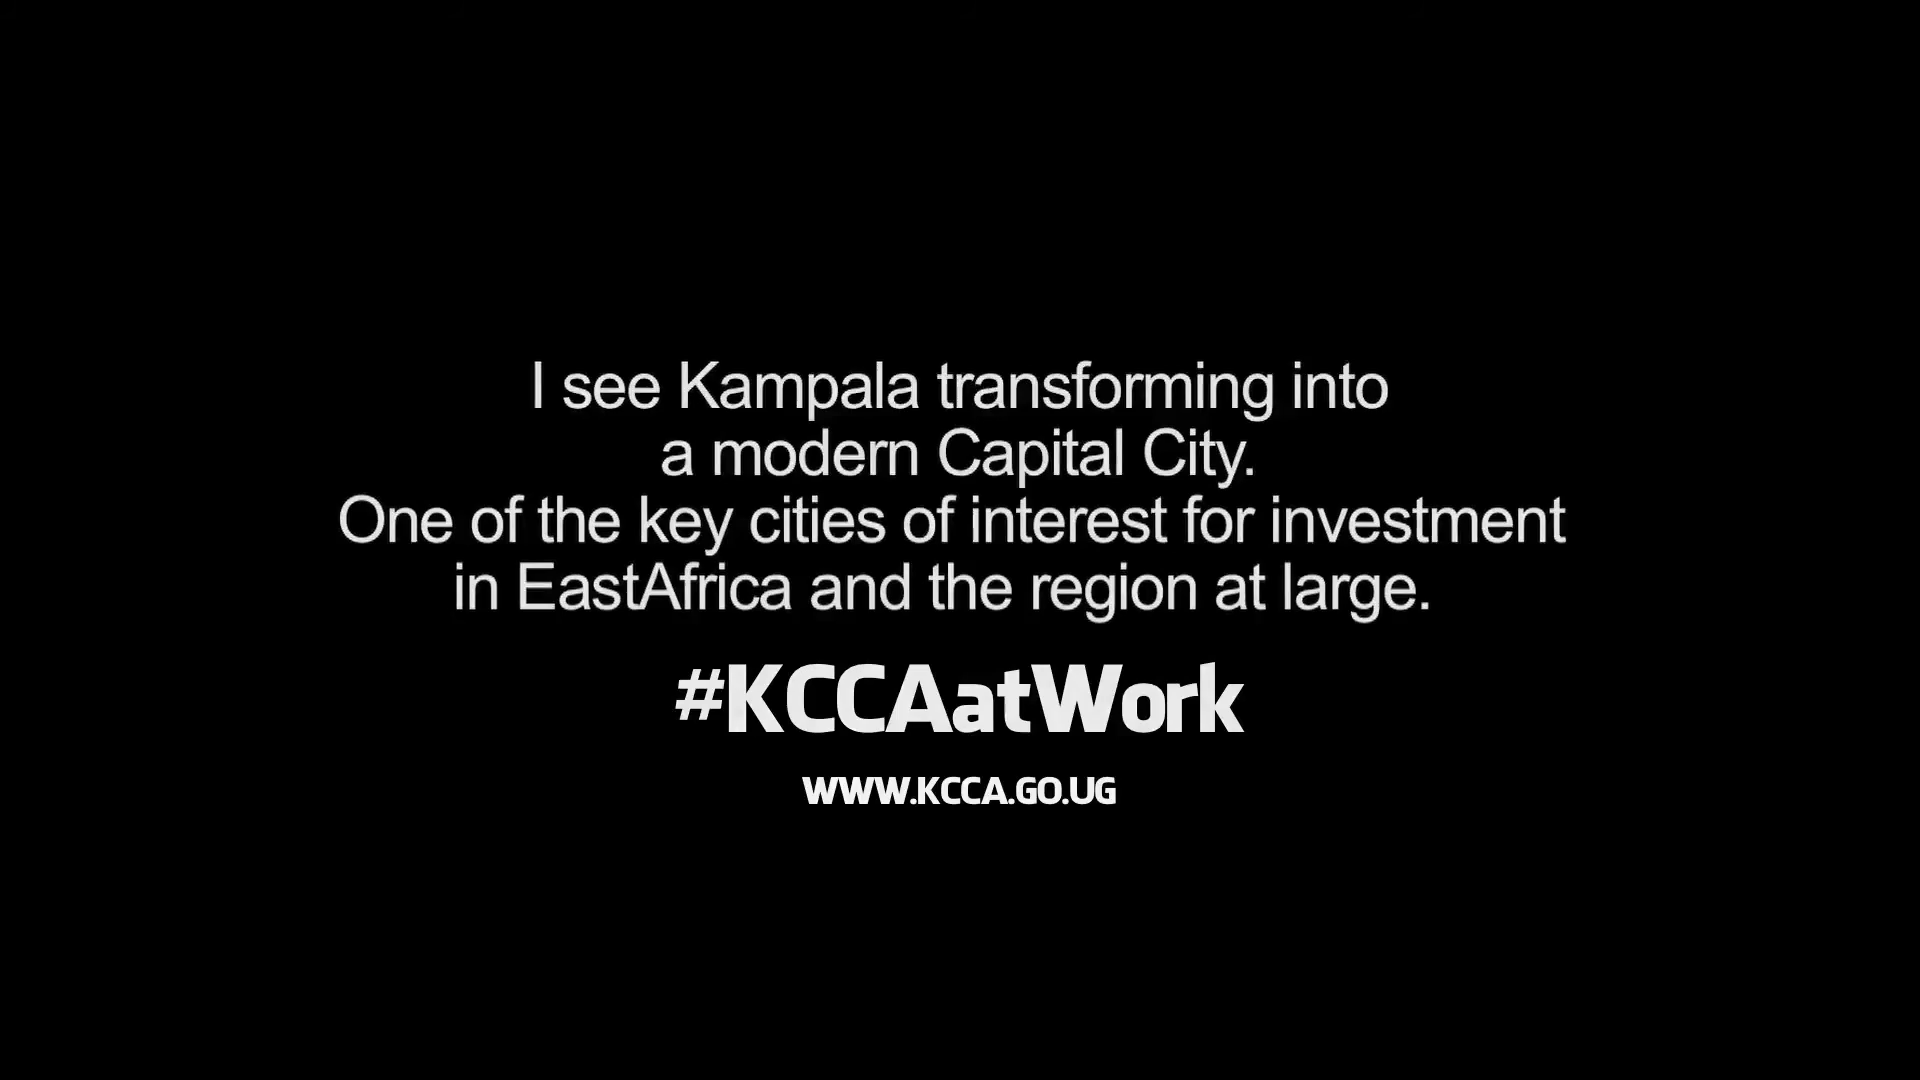 I see Kampala transforming into
a modern Capital City.
One of the key cities of interest for investment
in EastAfrica and the region at large.
#KCCAatWork
WWW.KCCA.GO.UG